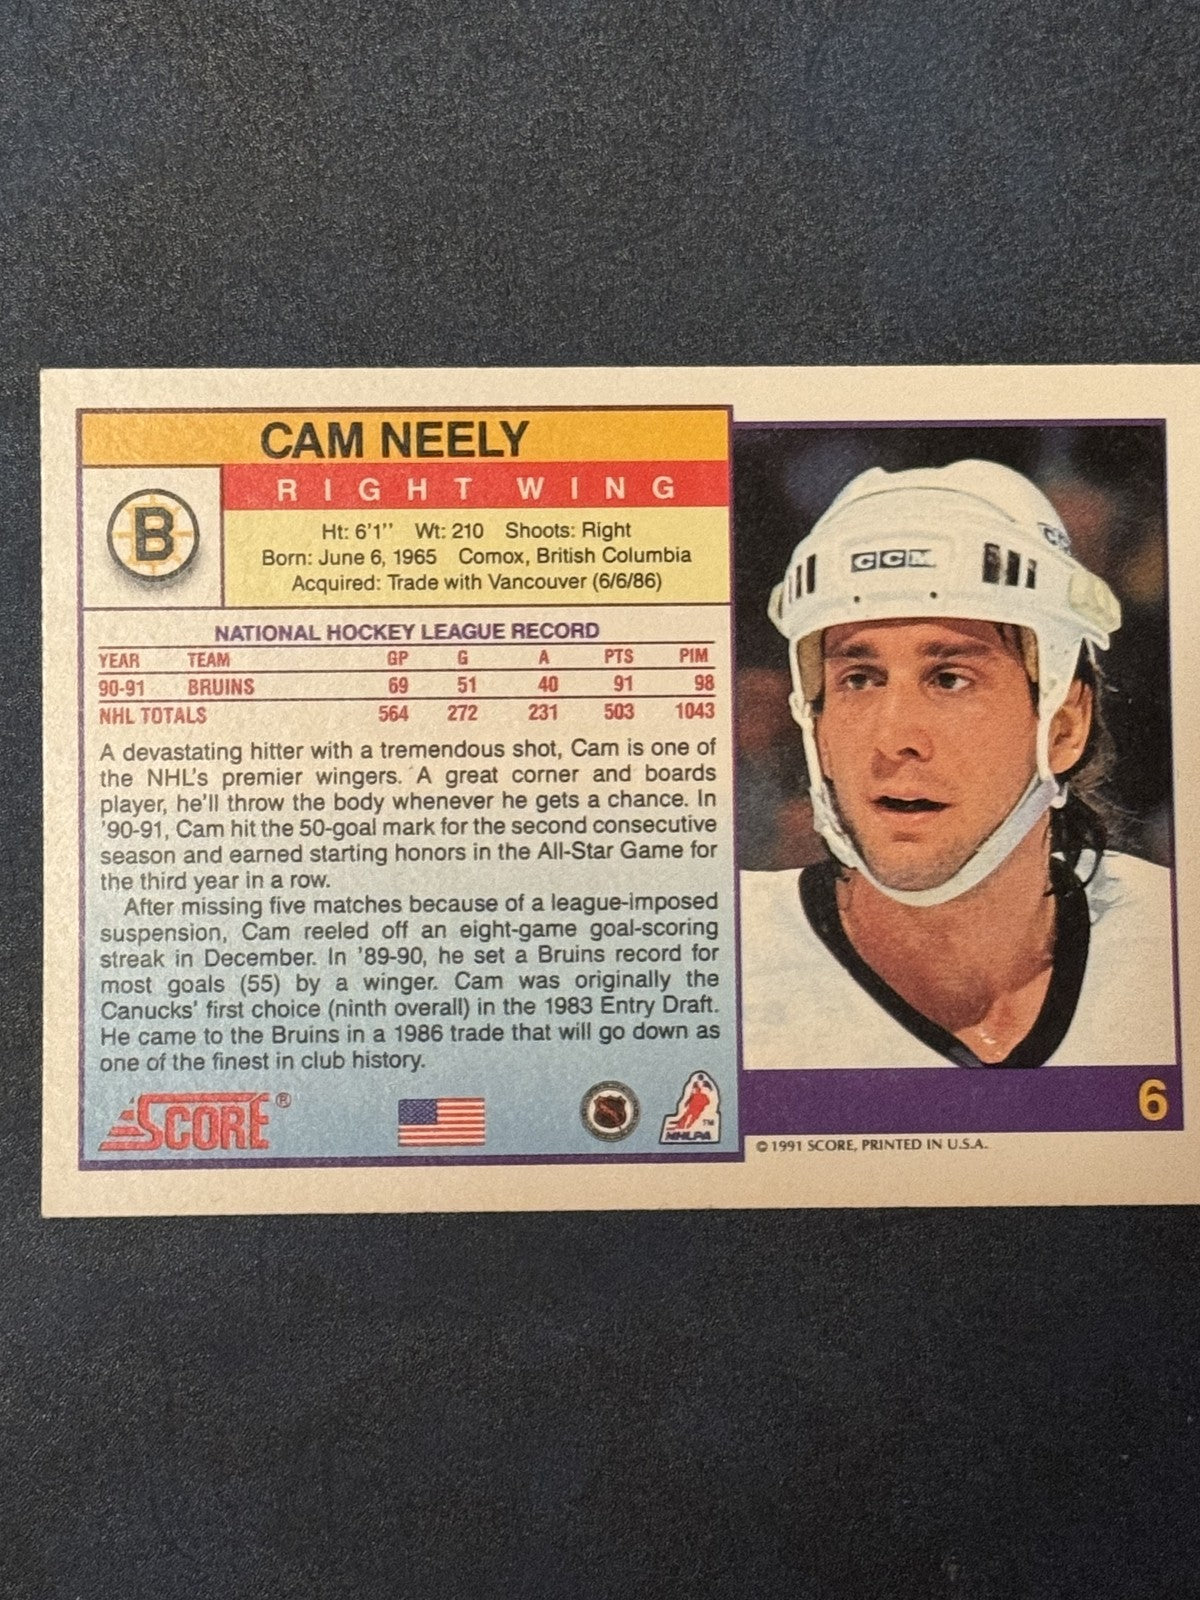 CAM NEELY
RIGHT WING
B
Ht: 6'1'' Wt: 210 Shoots: Right
Born: June 6, 1965 Comox, British Columbia
Acquired: Trade with Vancouver (6/6/86)
NATIONAL HOCKEY LEAGUE RECORD
YEAR TEAM GP G A PTS PIM
90-91 BRUINS 69 51 40 91 98
NHL TOTALS 564 272 231 503 1043
A devastating hitter with a tremendous shot, Cam is one of
the NHL's premier wingers. A great corner and boards
player, he'll throw the body whenever he gets a chance. In
'90-91, Cam hit the 50-goal mark for the second consecutive
season and earned starting honors in the All-Star Game for
the third year in a row.
After missing five matches because of a league-imposed
suspension, Cam reeled off an eight-game goal-scoring
streak in December. In '89-90, he set a Bruins record for
most goals (55) by a winger. Cam was originally the
Canucks' first choice (ninth overall) in the 1983 Entry Draft.
He came to the Bruins in a 1986 trade that will go down as
one of the finest in club history.
SCORE®
NHLPA
TM
CCM
6
© 1991 SCORE, PRINTED IN U.S.A.